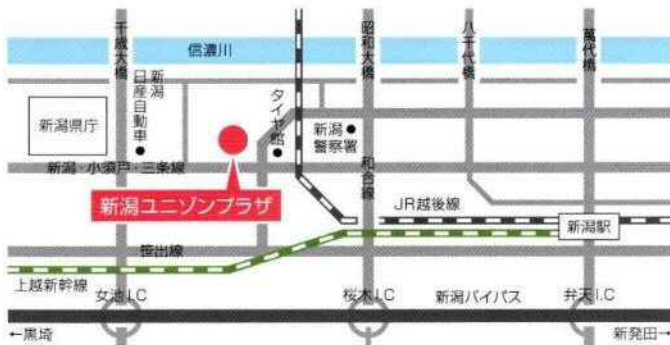 千歳大橋
信濃川
昭和大橋
八千代橋
萬代橋
新潟県庁
新潟
日産自動車
タイヤ館
新潟
警察署
新潟・小須戸・三条線
和合線
新潟ユニゾンプラザ
JR越後線
新潟駅
笹出線
上越新幹線
女池I.C
桜木I.C
新潟バイパス
弁天I.C
←黒埼
新発田→